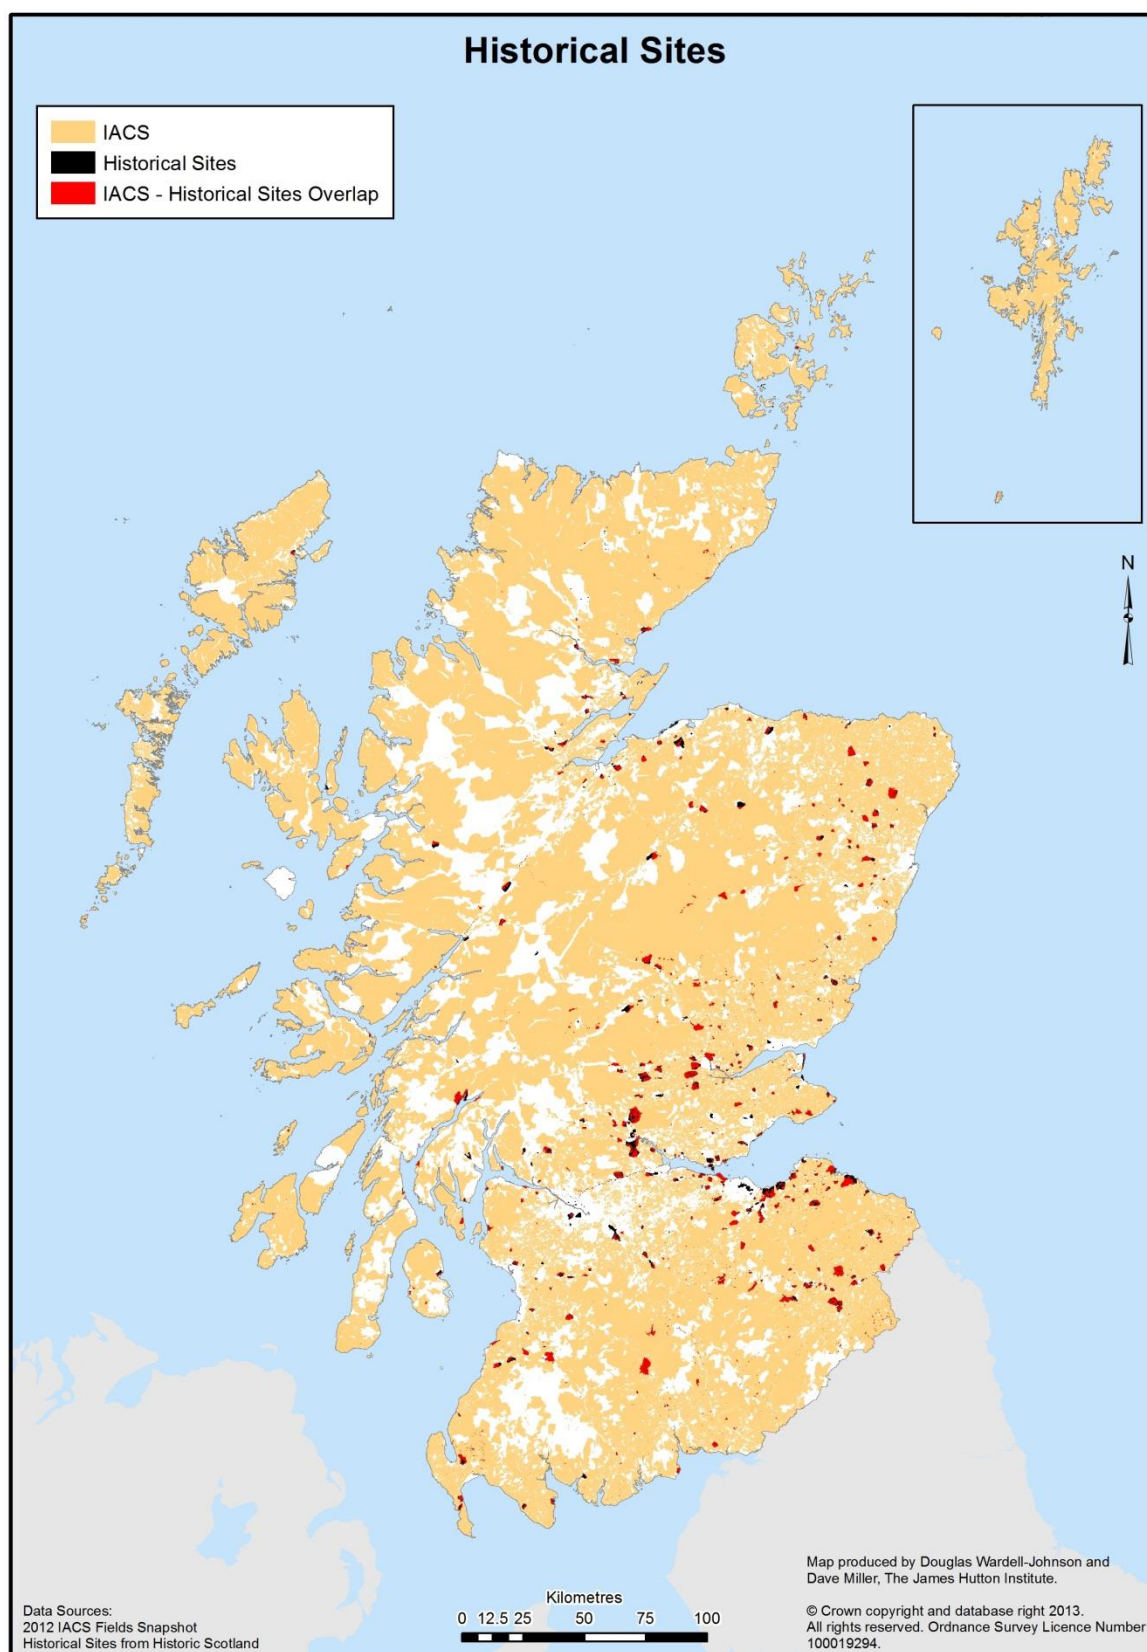 Historical Sites
IACS
Historical Sites
IACS - Historical Sites Overlap
N
Map produced by Douglas Wardell-Johnson and
Dave Miller, The James Hutton Institute.
Kilometres
0 12.5 25 50 75 100
Data Sources:
2012 IACS Fields Snapshot
Historical Sites from Historic Scotland
© Crown copyright and database right 2013.
All rights reserved. Ordnance Survey Licence Number
100019294.